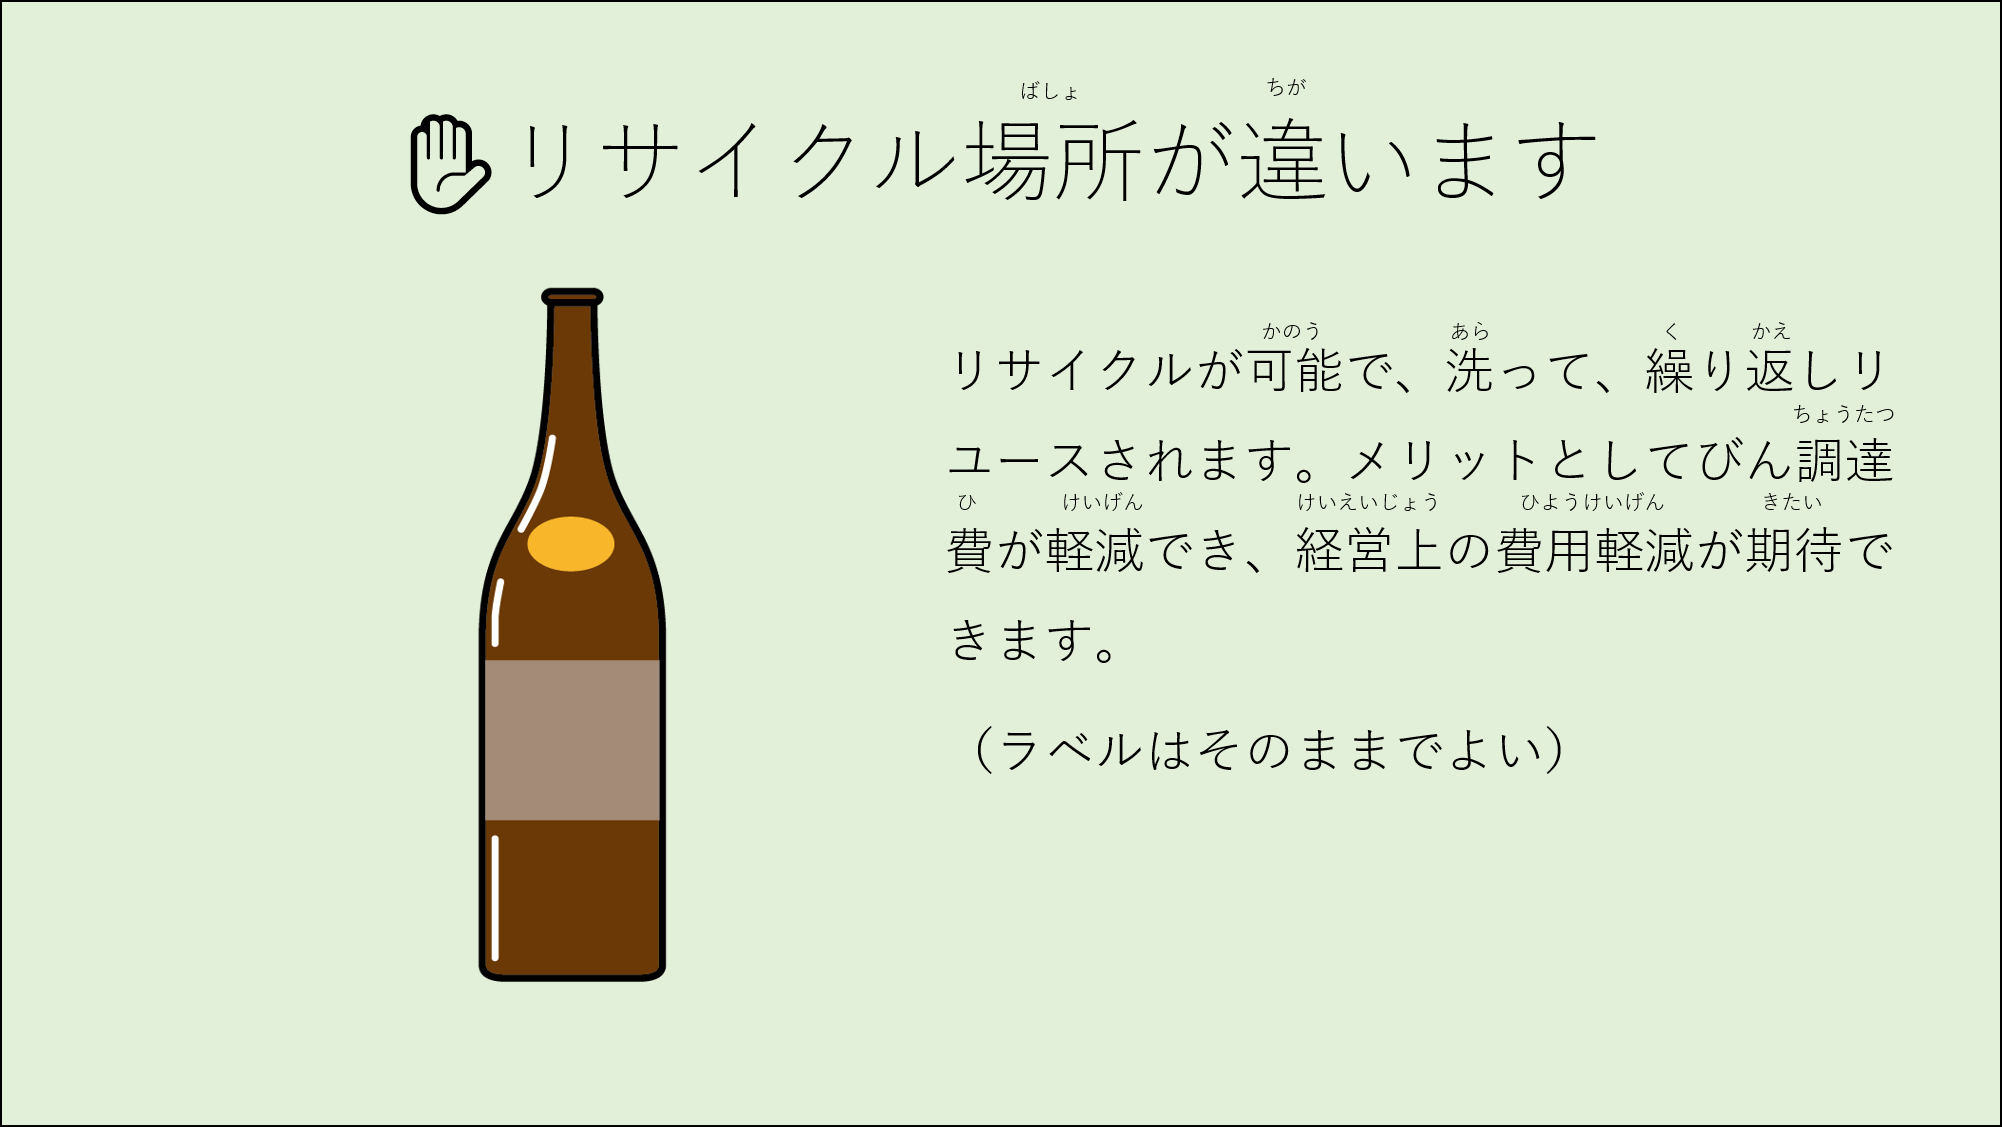 ばしょ ちが
リサイクル場所が違います
かのう あら く かえ
リサイクルが可能で、洗って、繰り返しリ
ちょうたつ
ユースされます。メリットとしてびん調達
ひ けいげん けいえいじょう ひようけいげん きたい
費が軽減でき、経営上の費用軽減が期待で
きます。
（ラベルはそのままでよい）